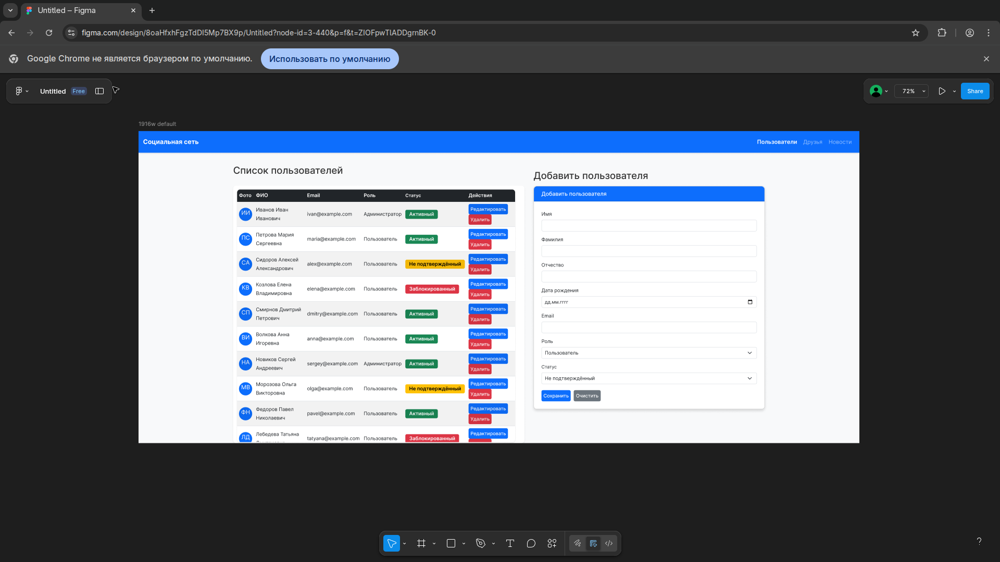 Untitled – Figma
figma.com/design/8oaHfxhFgzTdDI5Mp7BX9p/Untitled?node-id=3-440&p=f&t=ZIOFpwTlADDgrnBK-0
Google Chrome не является браузером по умолчанию. Использовать по умолчанию
Untitled Free
72% Share
1916w default
Социальная сеть
Пользователи Друзья Новости
Список пользователей
Фото ФИО Email Роль Статус Действия
ИИ Иванов Иван Иванович ivan@example.com Администратор Активный Редактировать Удалить
ПС Петрова Мария Сергеевна maria@example.com Пользователь Активный Редактировать Удалить
СА Сидоров Алексей Александрович alex@example.com Пользователь Не подтверждённый Редактировать Удалить
КВ Козлова Елена Владимировна elena@example.com Пользователь Заблокированный Редактировать Удалить
СП Смирнов Дмитрий Петрович dmitry@example.com Пользователь Активный Редактировать Удалить
ВИ Волкова Анна Игоревна anna@example.com Пользователь Активный Редактировать Удалить
НА Новиков Сергей Андреевич sergey@example.com Администратор Активный Редактировать Удалить
МВ Морозова Ольга Викторовна olga@example.com Пользователь Не подтверждённый Редактировать Удалить
ФН Федоров Павел Николаевич pavel@example.com Пользователь Активный Редактировать Удалить
ЛД Лебедева Татьяна tatyana@example.com Пользователь Заблокированный Редактировать
Добавить пользователя
Добавить пользователя
Имя
Фамилия
Отчество
Дата рождения
дд.мм.гггг
Email
Роль
Пользователь
Статус
Не подтверждённый
Сохранить Очистить